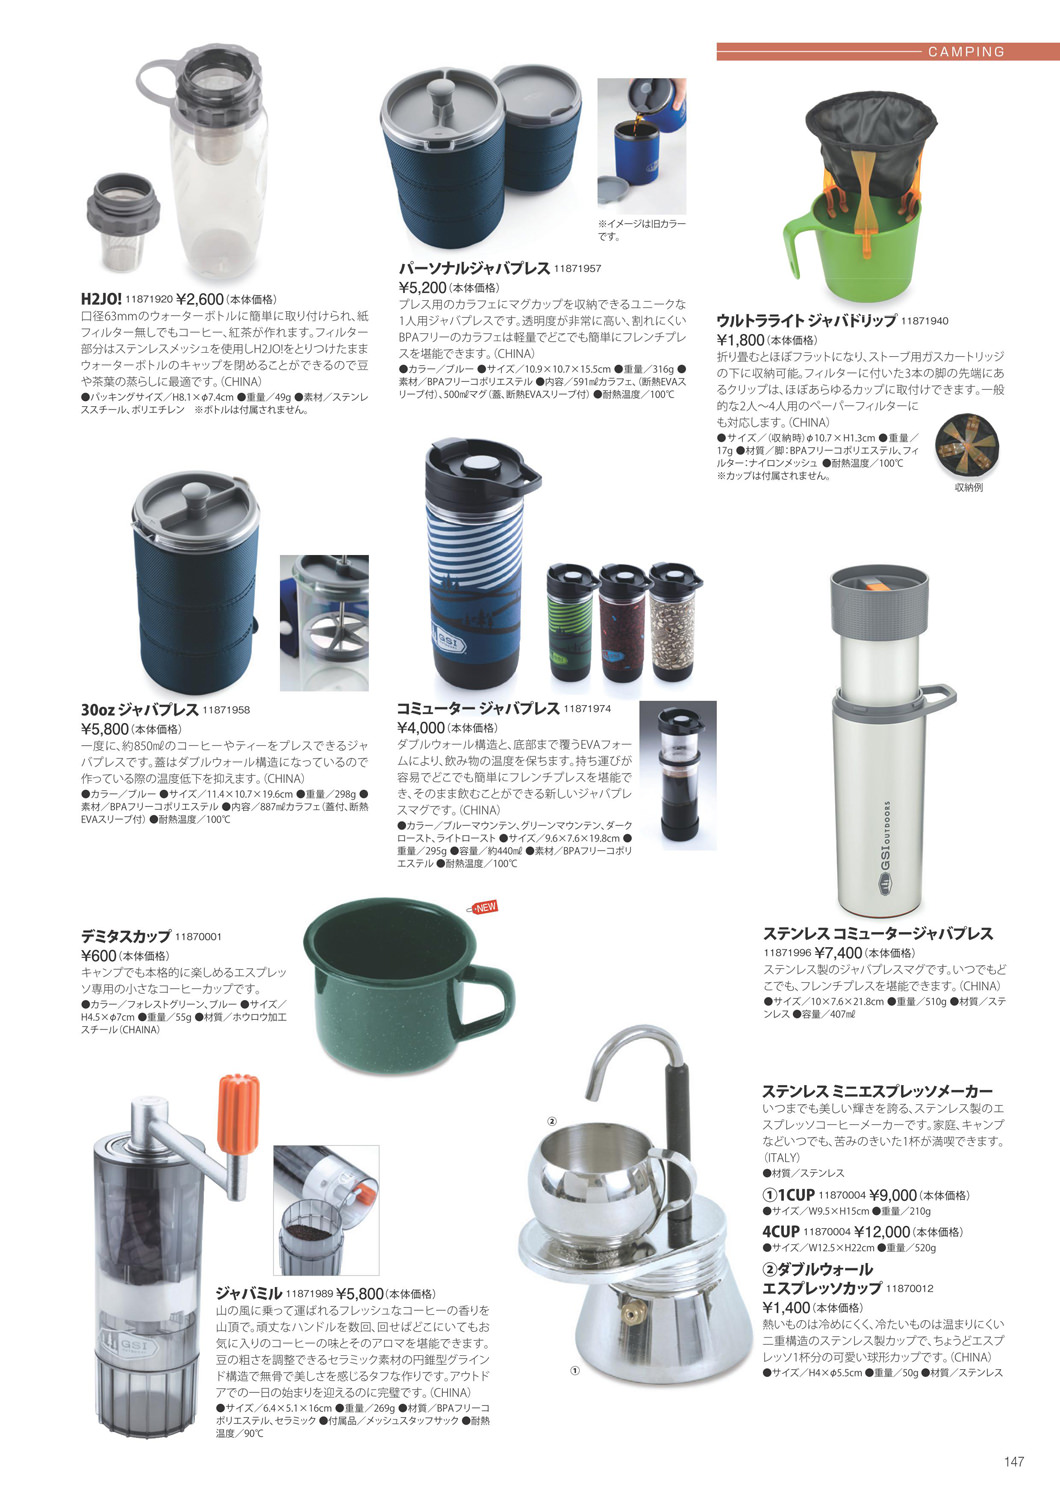 CAMPING
※イメージは旧カラー
です。
H2JO! 11871920 ¥2,600(本体価格)
口径63mmのウォーターボトルに簡単に取り付けられ、紙
フィルター無しでもコーヒー、紅茶が作れます。フィルター
部分はステンレスメッシュを使用しH2JO!をとりつけたまま
ウォーターボトルのキャップを閉めることができるので豆
や茶葉の蒸らしに最適です。(CHINA)
●パッキングサイズ/H8.1×φ7.4cm ●重量/49g ●素材/ステンレ
ススチール、ポリエチレン ※ボトルは付属されません。
パーソナルジャバプレス 11871957
¥5,200(本体価格)
プレス用のカラフェにマグカップを収納できるユニークな
1人用ジャバプレスです。透明度が非常に高い、割れにくい
BPAフリーのカラフェは軽量でどこでも簡単にフレンチプレ
スを堪能できます。(CHINA)
●カラー/ブルー ●サイズ/10.9×10.7×15.5cm ●重量/316g ●
素材/BPAフリーコポリエステル ●内容/591㎖カラフェ、(断熱EVAス
リーブ付)、500㎖マグ(蓋、断熱EVAスリーブ付) ●耐熱温度/100℃
ウルトラライト ジャバドリップ 11871940
¥1,800(本体価格)
折り畳むとほぼフラットになり、ストーブ用ガスカートリッジ
の下に収納可能。フィルターに付いた3本の脚の先端にあ
るクリップは、ほぼあらゆるカップに取付けできます。一般
的な2人〜4人用のペーパーフィルターに
も対応します。(CHINA)
●サイズ/(収納時)φ10.7×H1.3cm ●重量/
17g ●材質/脚:BPAフリーコポリエステル、フィ
ルター:ナイロンメッシュ ●耐熱温度/100℃
※カップは付属されません。
収納例
30oz ジャバプレス 11871958
¥5,800(本体価格)
一度に、約850㎖のコーヒーやティーをプレスできるジャ
バプレスです。蓋はダブルウォール構造になっているので
作っている際の温度低下を抑えます。(CHINA)
●カラー/ブルー ●サイズ/11.4×10.7×19.6cm ●重量/298g ●
素材/BPAフリーコポリエステル ●内容/887㎖カラフェ(蓋付、断熱
EVAスリーブ付) ●耐熱温度/100℃
GSI
コミューター ジャバプレス 11871974
¥4,000(本体価格)
ダブルウォール構造と、底部まで覆うEVAフォー
ムにより、飲み物の温度を保ちます。持ち運びが
容易でどこでも簡単にフレンチプレスを堪能で
き、そのまま飲むことができる新しいジャバプレ
スマグです。(CHINA)
●カラー/ブルーマウンテン、グリーンマウンテン、ダーク
ロースト、ライトロースト ●サイズ/9.6×7.6×19.8cm ●
重量/295g ●容量/約440㎖ ●素材/BPAフリーコポリ
エステル ●耐熱温度/100℃
GSI OUTDOORS
ステンレス コミュータージャバプレス
11871996 ¥7,400(本体価格)
ステンレス製のジャバプレスマグです。いつでもど
こでも、フレンチプレスを堪能できます。(CHINA)
●サイズ/10×7.6×21.8cm ●重量/510g ●材質/ステ
ンレス ●容量/407㎖
NEW
デミタスカップ 11870001
¥600(本体価格)
キャンプでも本格的に楽しめるエスプレッ
ソ専用の小さなコーヒーカップです。
●カラー/フォレストグリーン、ブルー ●サイズ/
H4.5×φ7cm ●重量/55g ●材質/ホウロウ加工
スチール(CHAINA)
GSI
ジャバミル 11871989 ¥5,800(本体価格)
山の風に乗って運ばれるフレッシュなコーヒーの香りを
山頂で。頑丈なハンドルを数回、回せばどこにいてもお
気に入りのコーヒーの味とそのアロマを堪能できます。
豆の粗さを調整できるセラミック素材の円錐型グライン
ド構造で無骨で美しさを感じるタフな作りです。アウトド
アでの一日の始まりを迎えるのに完璧です。(CHINA)
●サイズ/6.4×5.1×16cm ●重量/269g ●材質/BPAフリーコ
ポリエステル、セラミック ●付属品/メッシュスタッフサック ●耐熱
温度/90℃
②
①
ステンレス ミニエスプレッソメーカー
いつまでも美しい輝きを誇る、ステンレス製のエ
スプレッソコーヒーメーカーです。家庭、キャンプ
などいつでも、苦みのきいた1杯が満喫できます。
(ITALY)
●材質/ステンレス
①1CUP 11870004 ¥9,000(本体価格)
●サイズ/W9.5×H15cm ●重量/210g
4CUP 11870004 ¥12,000(本体価格)
●サイズ/W12.5×H22cm ●重量/520g
②ダブルウォール
エスプレッソカップ 11870012
¥1,400(本体価格)
熱いものは冷めにくく、冷たいものは温まりにくい
二重構造のステンレス製カップで、ちょうどエスプ
レッソ1杯分の可愛い球形カップです。(CHINA)
●サイズ/H4×φ5.5cm ●重量/50g ●材質/ステンレス
147